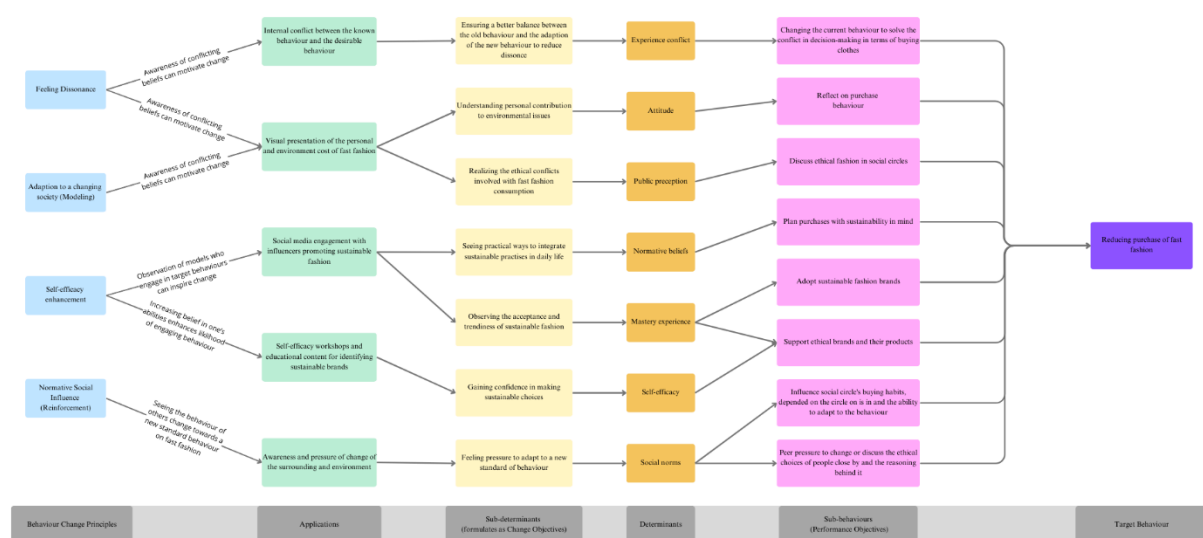 Internal conflict between the known
behaviour and the desirable
behaviour
Ensuring a better balance between
the old behaviour and the adaption
of the new behaviour to reduce
dissonce
Experience conflict
Changing the current behaviour to solve the
conflict in decision-making in terms of buying
clothes
Awareness of conflicting
beliefs can motivate change
Feeling Dissonance
Awareness of conflicting
beliefs can motivate change
Understanding personal contribution
to environmental issues
Attitude
Reflect on purchase
behaviour
Visual presentation of the personal
and environment cost of fast fashion
Awareness of conflicting
beliefs can motivate change
Adaption to a changing
society (Modeling)
Realizing the ethical conflicts
involved with fast fashion
consumption
Public preception
Discuss ethical fashion in social circles
Plan purchases with sustainability in mind
Social media engagement with
influencers promoting sustainable
fashion
Seeing practical ways to integrate
sustainable practises in daily life
Normative beliefs
Reducing purchase of fast
fashion
Observation of models who
engage in target behaviours
can inspire change
Self-efficacy
enhancement
Adopt sustainable fashion brands
Increasing belief in one's
abilities enhances likihood
of engaging behaviour
Observing the acceptance and
trendiness of sustainable fashion
Mastery experience
Support ethical brands and their products
Self-efficacy workshops and
educational content for identifying
sustainable brands
Normative Social
Influence
(Reinforcement)
Gaining confidence in making
sustainable choices
Self-efficacy
Influence social circle's buying habits,
depended on the circle on is in and the ability
to adapt to the behaviour
Seeing the behaviour of
others change towards a
new standard behaviour
on fast fashion
Awareness and pressure of change of
the surrounding and environment
Feeling pressure to adapt to a new
standard of behaviour
Social norms
Peer pressure to change or discuss the ethical
choices of people close by and the reasoning
behind it
Behaviour Change Principles
Applications
Sub-determinants
(formulates as Change Objectives)
Determinants
Sub-behaviours
(Performance Objectives)
Target Behaviour